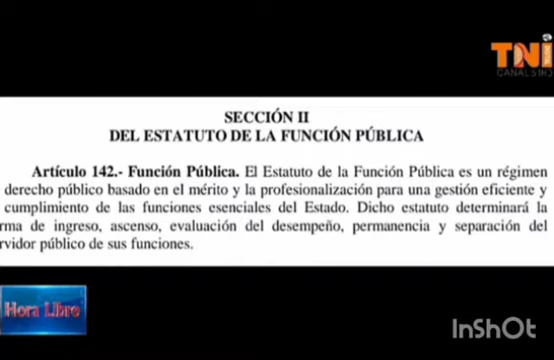 TNi
CANAL 51
SECCIÓN II
DEL ESTATUTO DE LA FUNCIÓN PÚBLICA
Artículo 142.- Función Pública. El Estatuto de la Función Pública es un régimen
derecho público basado en el mérito y la profesionalización para una gestión eficiente y
cumplimiento de las funciones esenciales del Estado. Dicho estatuto determinará la
rma de ingreso, ascenso, evaluación del desempeño, permanencia y separación del
rvidor público de sus funciones.
Hora Libre
InShOt